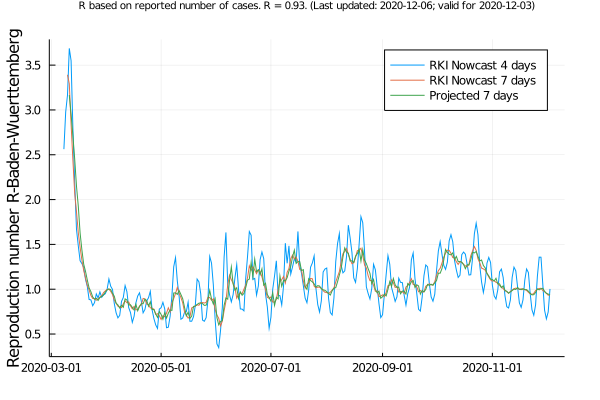 R based on reported number of cases. R = 0.93. (Last updated: 2020-12-06; valid for 2020-12-03)
Reproduction number R-Baden-Wuerttemberg
RKI Nowcast 4 days
RKI Nowcast 7 days
Projected 7 days
3.5
3.0
2.5
2.0
1.5
1.0
0.5
2020-03-01 2020-05-01 2020-07-01 2020-09-01 2020-11-01